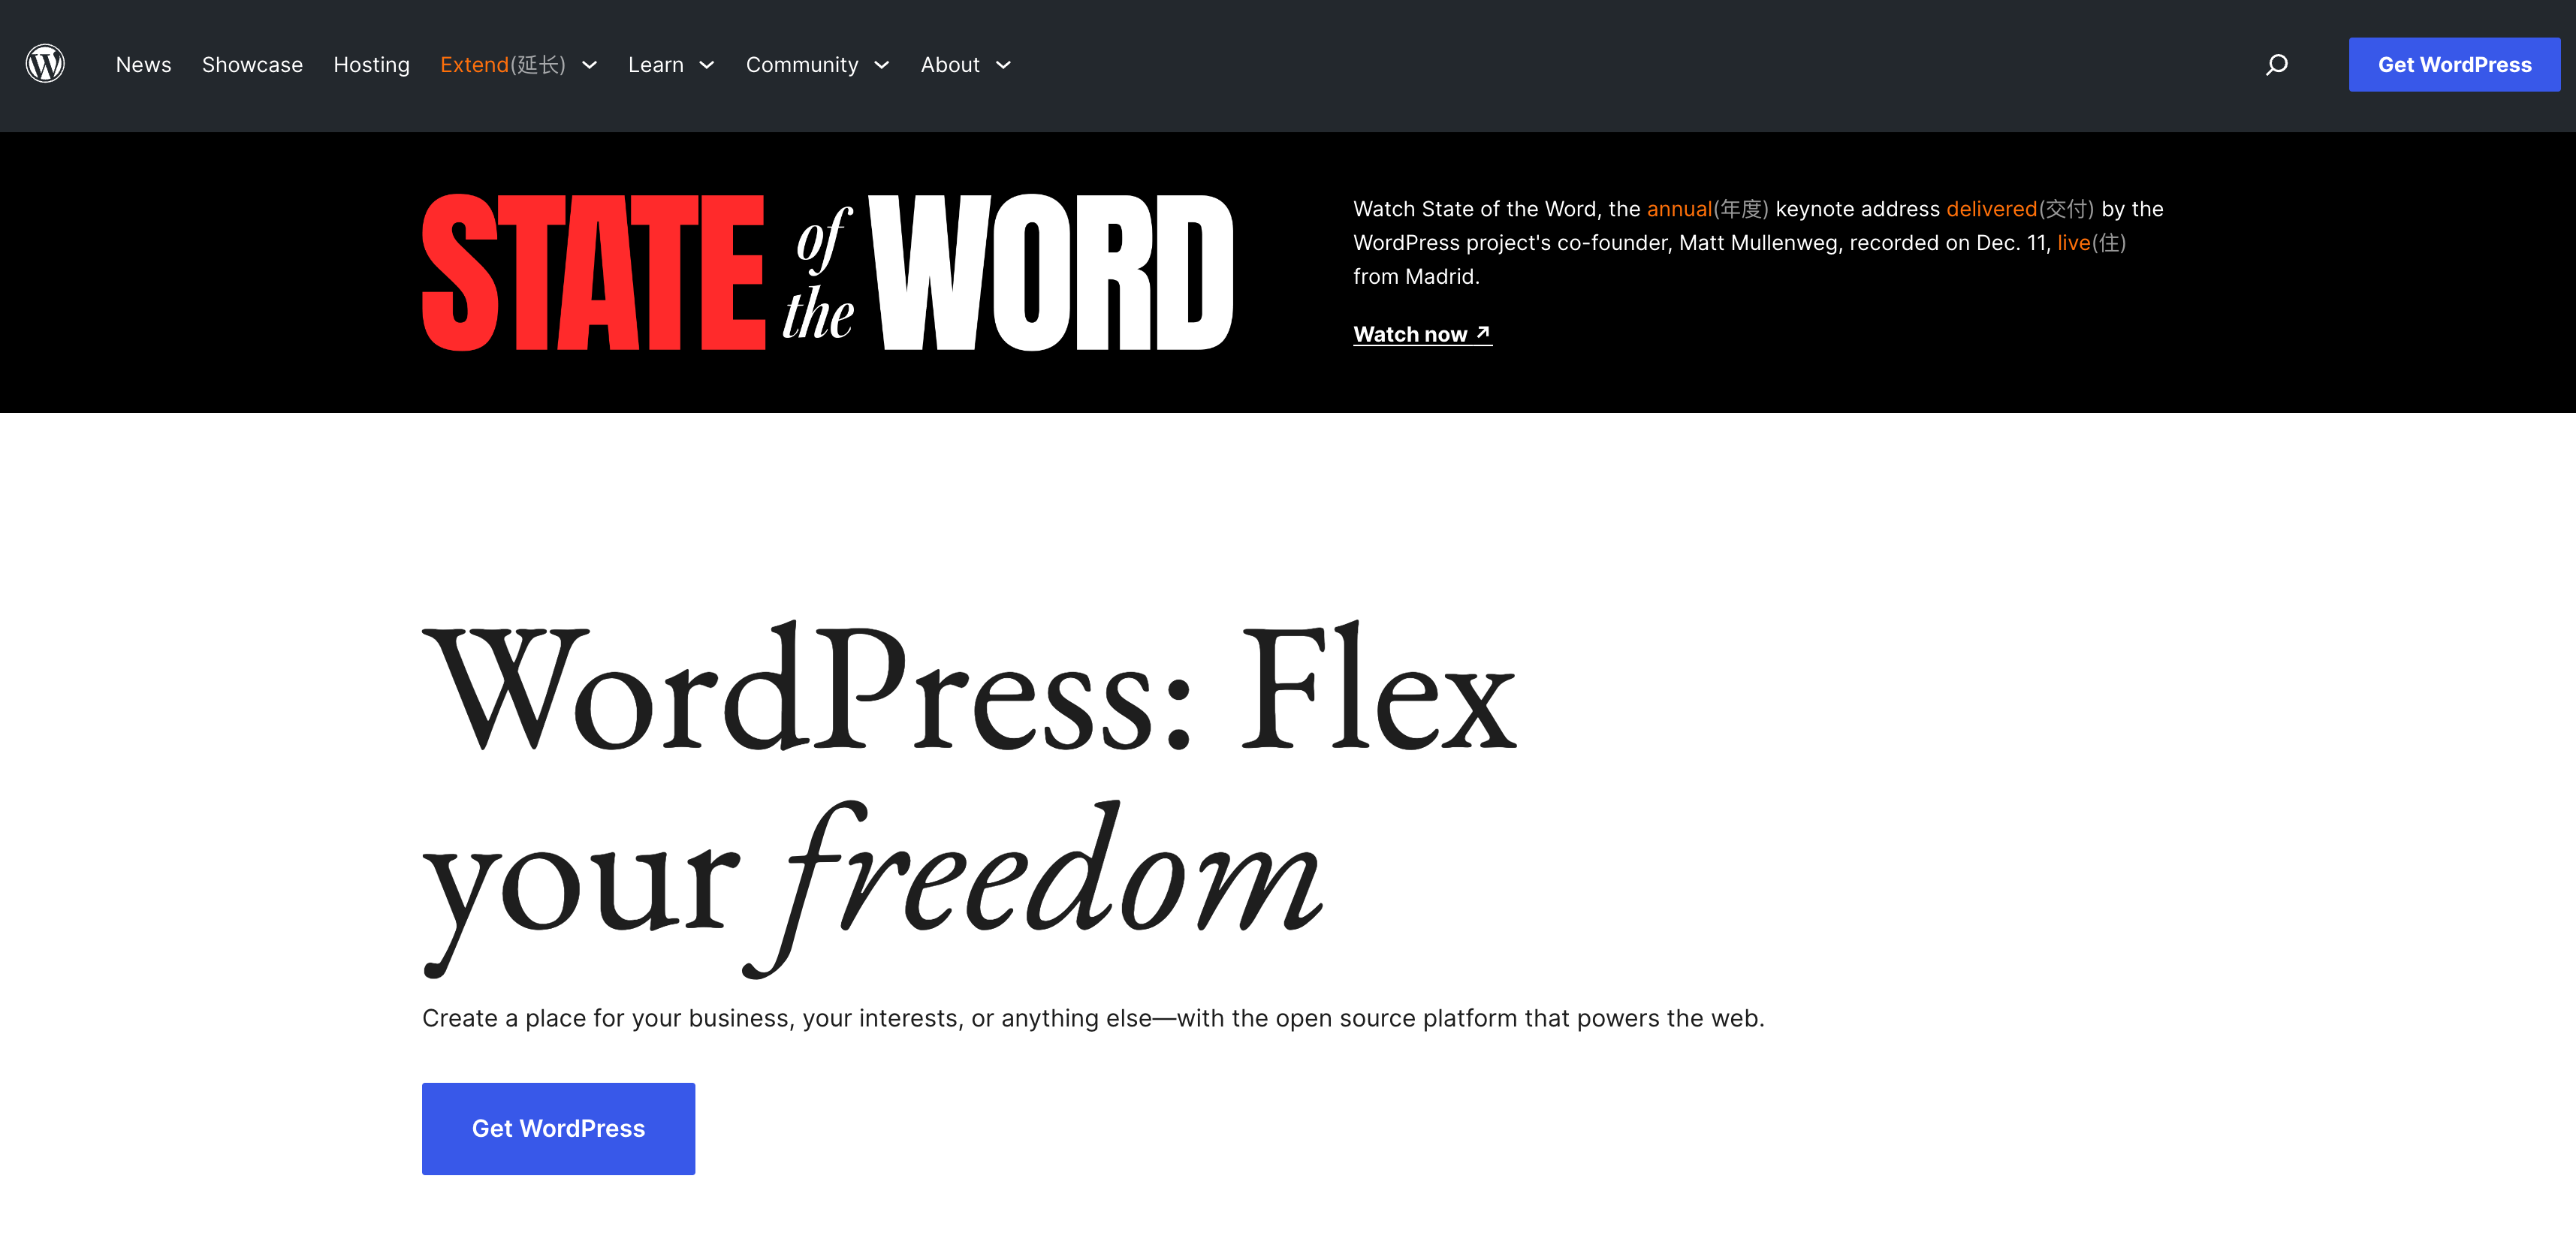 News Showcase Hosting Extend(延长) Learn Community About Get WordPress
STATE of the WORD
Watch State of the Word, the annual(年度) keynote address delivered(交付) by the
WordPress project's co-founder, Matt Mullenweg, recorded on Dec. 11, live(住)
from Madrid.
Watch now ↗
WordPress: Flex
your freedom
Create a place for your business, your interests, or anything else—with the open source platform that powers the web.
Get WordPress